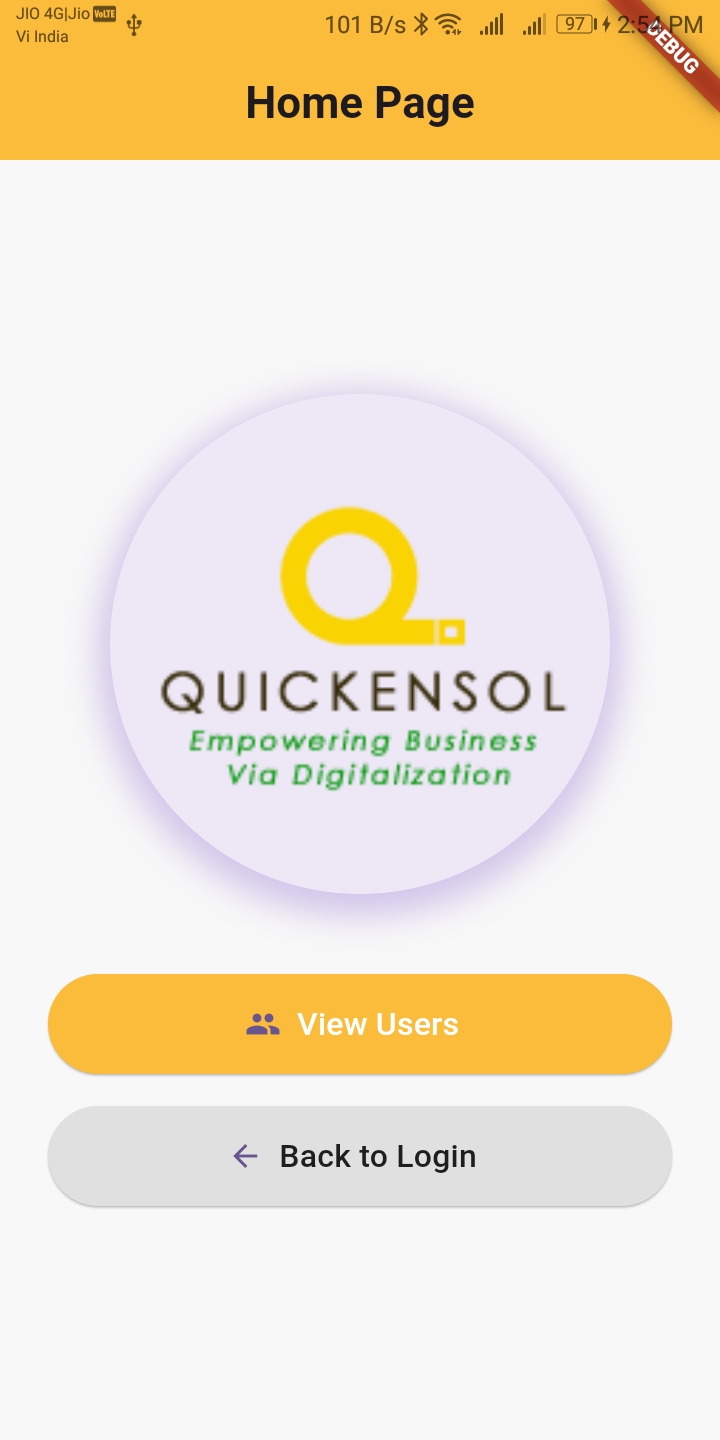 JIO 4G|Jio VoLTE
Vi India
101 B/s
97
2:54 PM
DEBUG
Home Page
QUICKENSOL
Empowering Business
Via Digitalization
View Users
Back to Login